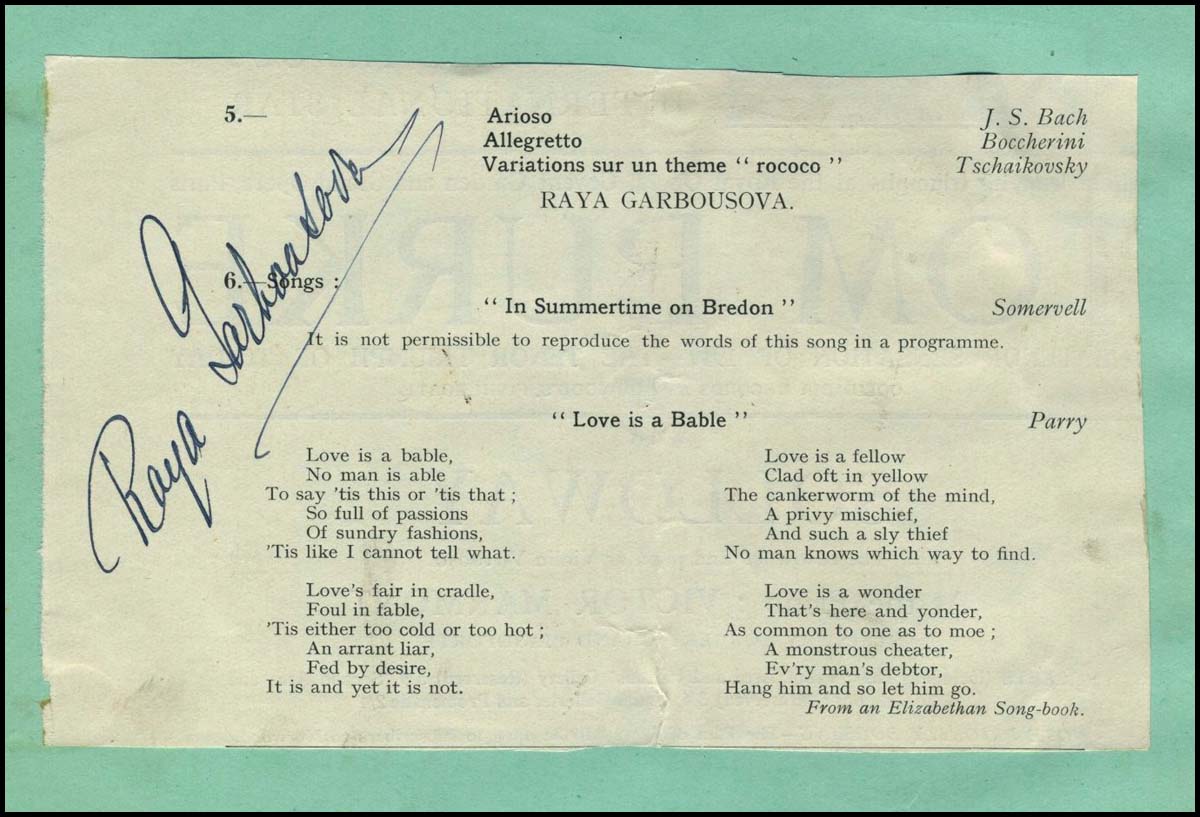 5.— Arioso J. S. Bach
Allegretto Boccherini
Variations sur un theme “ rococo ” Tschaikovsky
RAYA GARBOUSOVA.
Raya Garbousova
6.—Songs :
“ In Summertime on Bredon ” Somervell
It is not permissible to reproduce the words of this song in a programme.
“ Love is a Bable ” Parry
Love is a bable,
No man is able
To say 'tis this or 'tis that ;
So full of passions
Of sundry fashions,
'Tis like I cannot tell what.
Love's fair in cradle,
Foul in fable,
'Tis either too cold or too hot ;
An arrant liar,
Fed by desire,
It is and yet it is not.
Love is a fellow
Clad oft in yellow
The cankerworm of the mind,
A privy mischief,
And such a sly thief
No man knows which way to find.
Love is a wonder
That's here and yonder,
As common to one as to moe ;
A monstrous cheater,
Ev'ry man's debtor,
Hang him and so let him go.
From an Elizabethan Song-book.